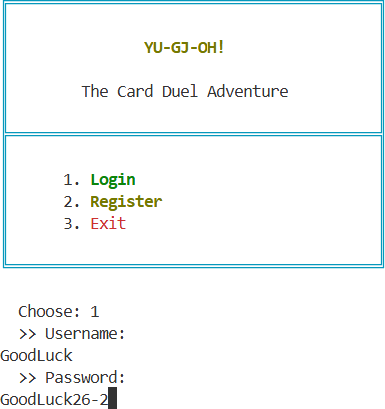 YU-GJ-OH!
The Card Duel Adventure
1. Login
2. Register
3. Exit
Choose: 1
>> Username:
GoodLuck
>> Password:
GoodLuck26-2